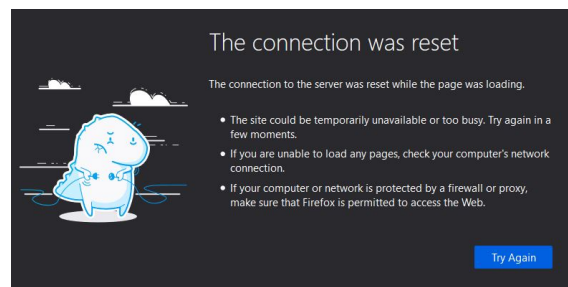 The connection was reset
The connection to the server was reset while the page was loading.
• The site could be temporarily unavailable or too busy. Try again in a
few moments.
• If you are unable to load any pages, check your computer's network
connection.
• If your computer or network is protected by a firewall or proxy,
make sure that Firefox is permitted to access the Web.
Try Again